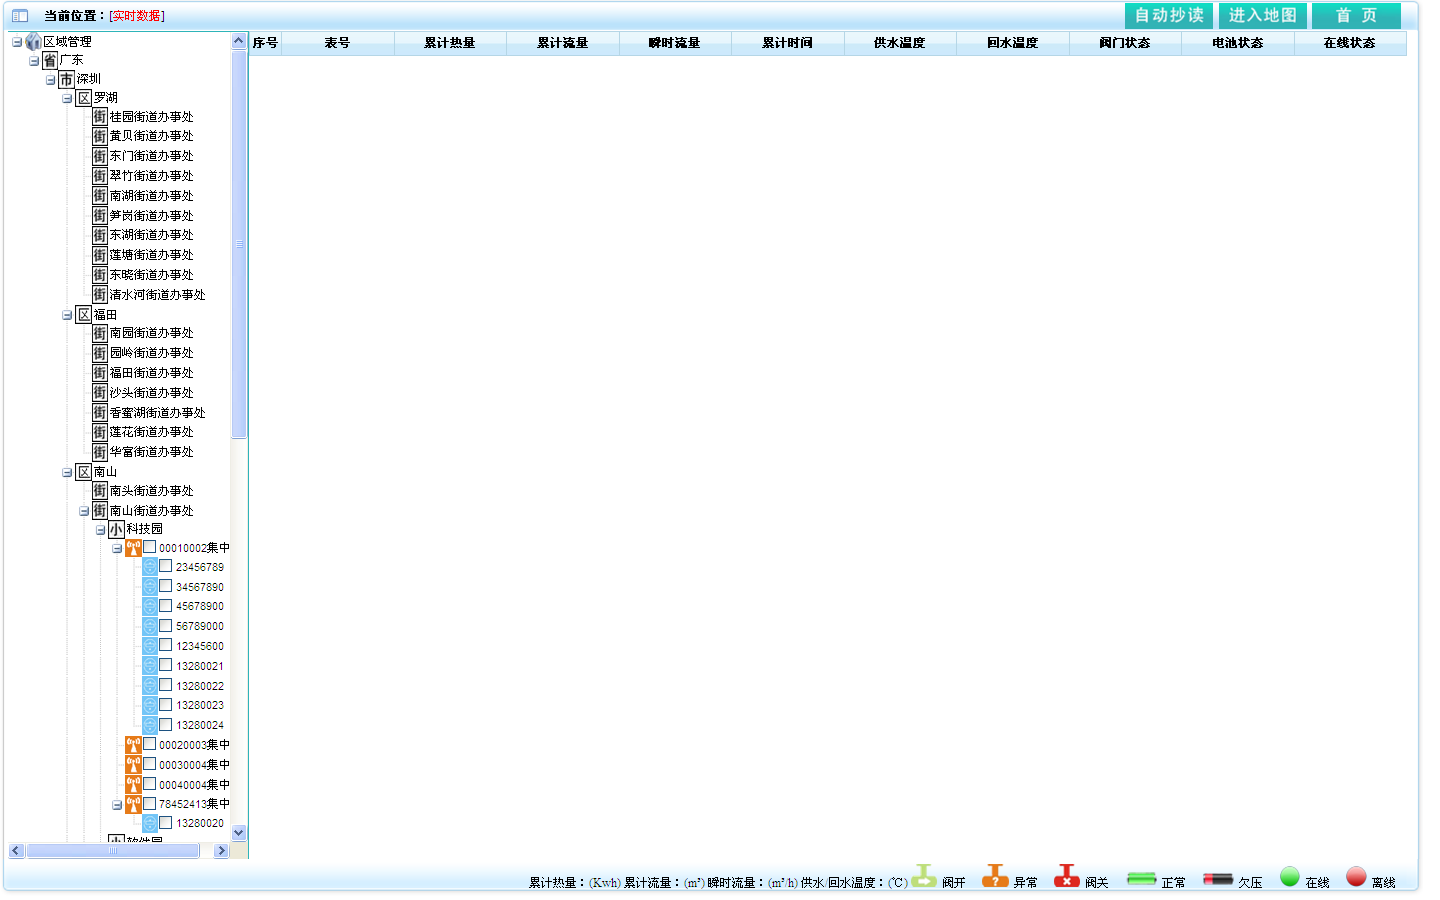 当前位置：[实时数据]
自动抄读 进入地图 首 页
序号 表号 累计热量 累计流量 瞬时流量 累计时间 供水温度 回水温度 阀门状态 电池状态 在线状态
区域管理
省 广东
市 深圳
区 罗湖
街 桂园街道办事处
街 黄贝街道办事处
街 东门街道办事处
街 翠竹街道办事处
街 南湖街道办事处
街 笋岗街道办事处
街 东湖街道办事处
街 莲塘街道办事处
街 东晓街道办事处
街 清水河街道办事处
区 福田
街 南园街道办事处
街 园岭街道办事处
街 福田街道办事处
街 沙头街道办事处
街 香蜜湖街道办事处
街 莲花街道办事处
街 华富街道办事处
区 南山
街 南头街道办事处
街 南山街道办事处
小 科技园
00010002集中
23456789
34567890
45678900
56789000
12345600
13280021
13280022
13280023
13280024
00020003集中
00030004集中
00040004集中
78452413集中
13280020
小 软件园
累计热量：(Kwh) 累计流量：(m³) 瞬时流量：(m³/h) 供水/回水温度：(℃) 阀开 异常 阀关 正常 欠压 在线 离线